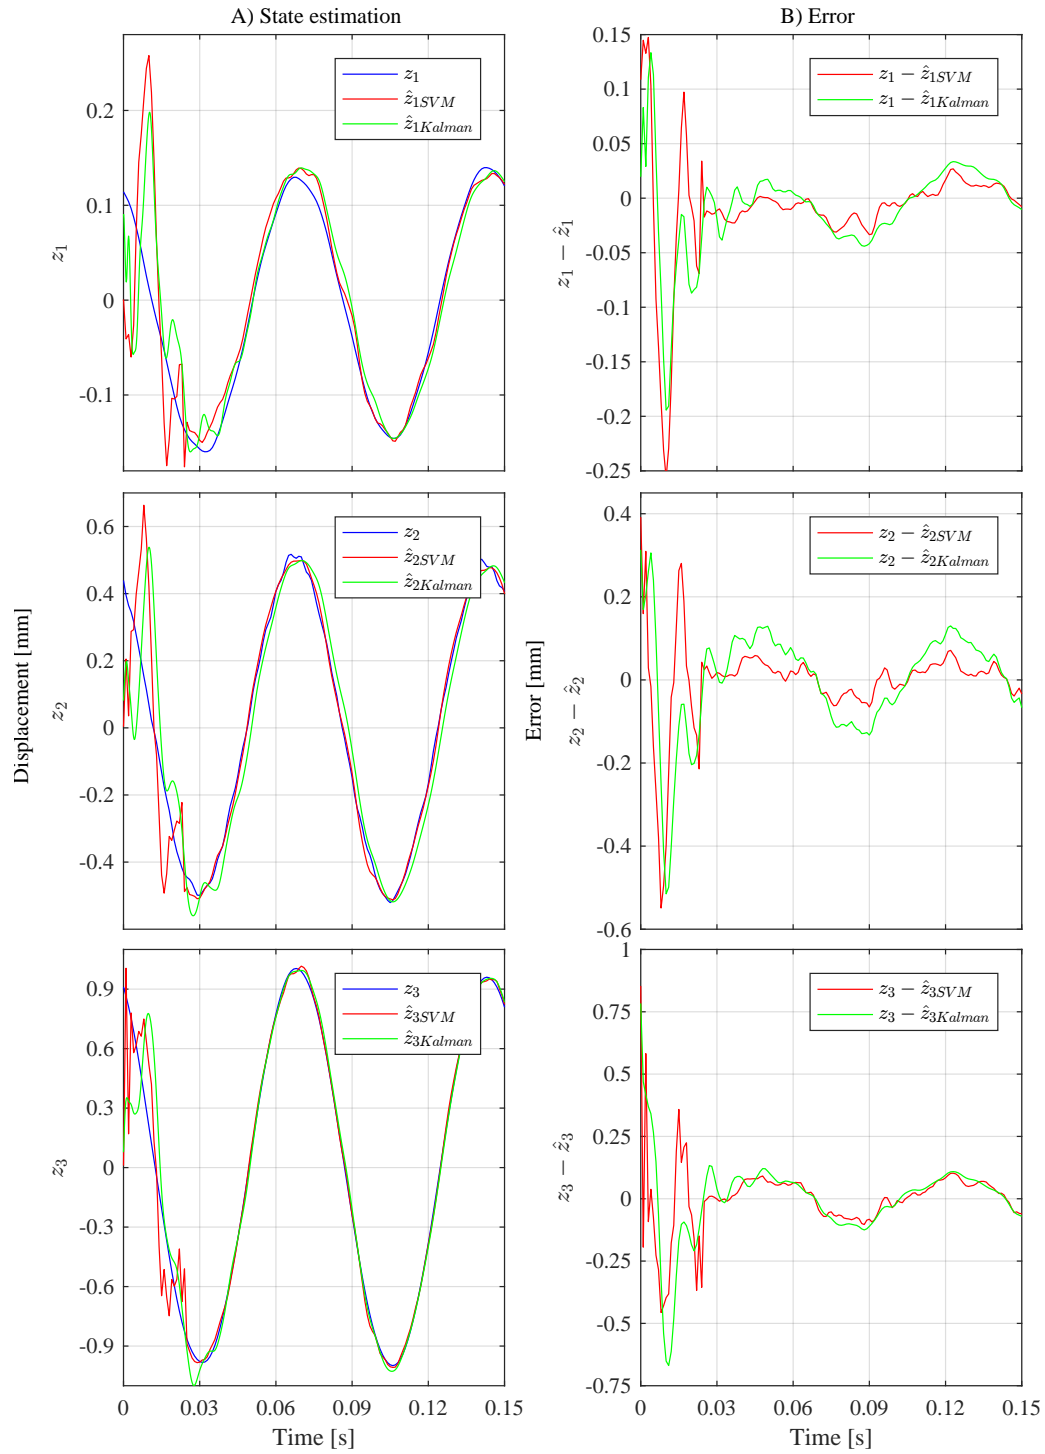 A) State estimation
B) Error
0.2
0.1
0
-0.1
z₁
z₁
ẑ₁SVM
ẑ₁Kalman
0.15
0.1
0.05
0
-0.05
-0.1
-0.15
-0.2
-0.25
z₁ − ẑ₁
z₁ − ẑ₁SVM
z₁ − ẑ₁Kalman
0.6
0.4
0.2
0
-0.2
-0.4
Displacement [mm]
z₂
z₂
ẑ₂SVM
ẑ₂Kalman
0.4
0.2
0
-0.2
-0.4
-0.6
Error [mm]
z₂ − ẑ₂
z₂ − ẑ₂SVM
z₂ − ẑ₂Kalman
0.9
0.6
0.3
0
-0.3
-0.6
-0.9
z₃
z₃
ẑ₃SVM
ẑ₃Kalman
0 0.03 0.06 0.09 0.12 0.15
Time [s]
1
0.75
0.5
0.25
0
-0.25
-0.5
-0.75
z₃ − ẑ₃
z₃ − ẑ₃SVM
z₃ − ẑ₃Kalman
0 0.03 0.06 0.09 0.12 0.15
Time [s]